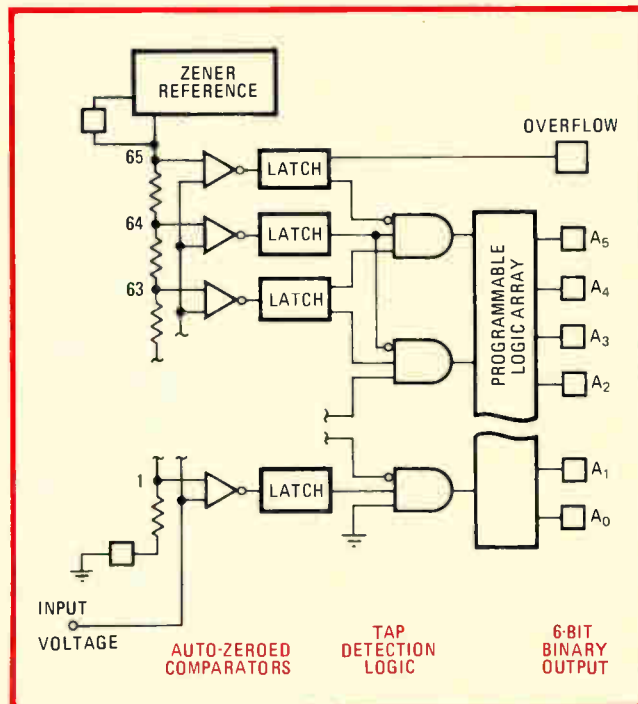 ZENER
REFERENCE
OVERFLOW
65
LATCH
64
LATCH
A5
63
LATCH
A4
A3
A2
PROGRAMMABLE
LOGIC ARRAY
1
LATCH
A1
A0
INPUT
VOLTAGE
AUTO-ZEROED
COMPARATORS
TAP
DETECTION
LOGIC
6-BIT
BINARY
OUTPUT